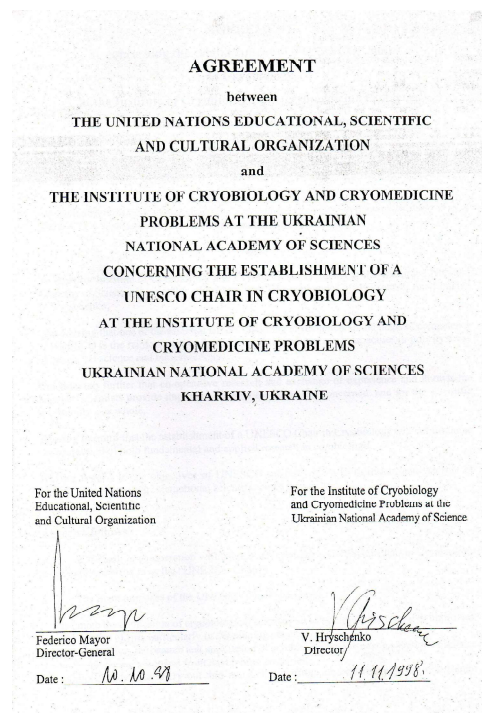 AGREEMENT
between
THE UNITED NATIONS EDUCATIONAL, SCIENTIFIC
AND CULTURAL ORGANIZATION
and
THE INSTITUTE OF CRYOBIOLOGY AND CRYOMEDICINE
PROBLEMS AT THE UKRAINIAN
NATIONAL ACADEMY OF SCIENCES
CONCERNING THE ESTABLISHMENT OF A
UNESCO CHAIR IN CRYOBIOLOGY
AT THE INSTITUTE OF CRYOBIOLOGY AND
CRYOMEDICINE PROBLEMS
UKRAINIAN NATIONAL ACADEMY OF SCIENCES
KHARKIV, UKRAINE
For the United Nations
Educational, Scientific
and Cultural Organization
Federico Mayor
Director-General
Date : 10.10.98
For the Institute of Cryobiology
and Cryomedicine Problems at the
Ukrainian National Academy of Science
V. Hryschenko
Director
Date : 11.11.1998.